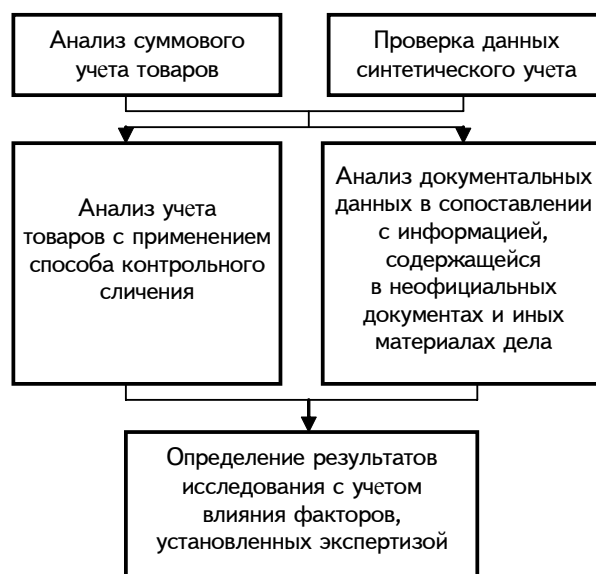 Анализ суммового
учета товаров
Проверка данных
синтетического учета
Анализ учета
товаров с применением
способа контрольного
сличения
Анализ документальных
данных в сопоставлении
с информацией,
содержащейся
в неофициальных
документах и иных
материалах дела
Определение результатов
исследования с учетом
влияния факторов,
установленных экспертизой